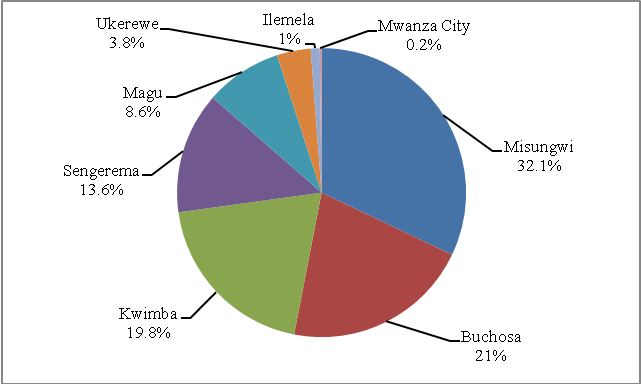 Ukerewe
3.8%
Ilemela
1%
Mwanza City
0.2%
Magu
8.6%
Misungwi
32.1%
Sengerema
13.6%
Kwimba
19.8%
Buchosa
21%